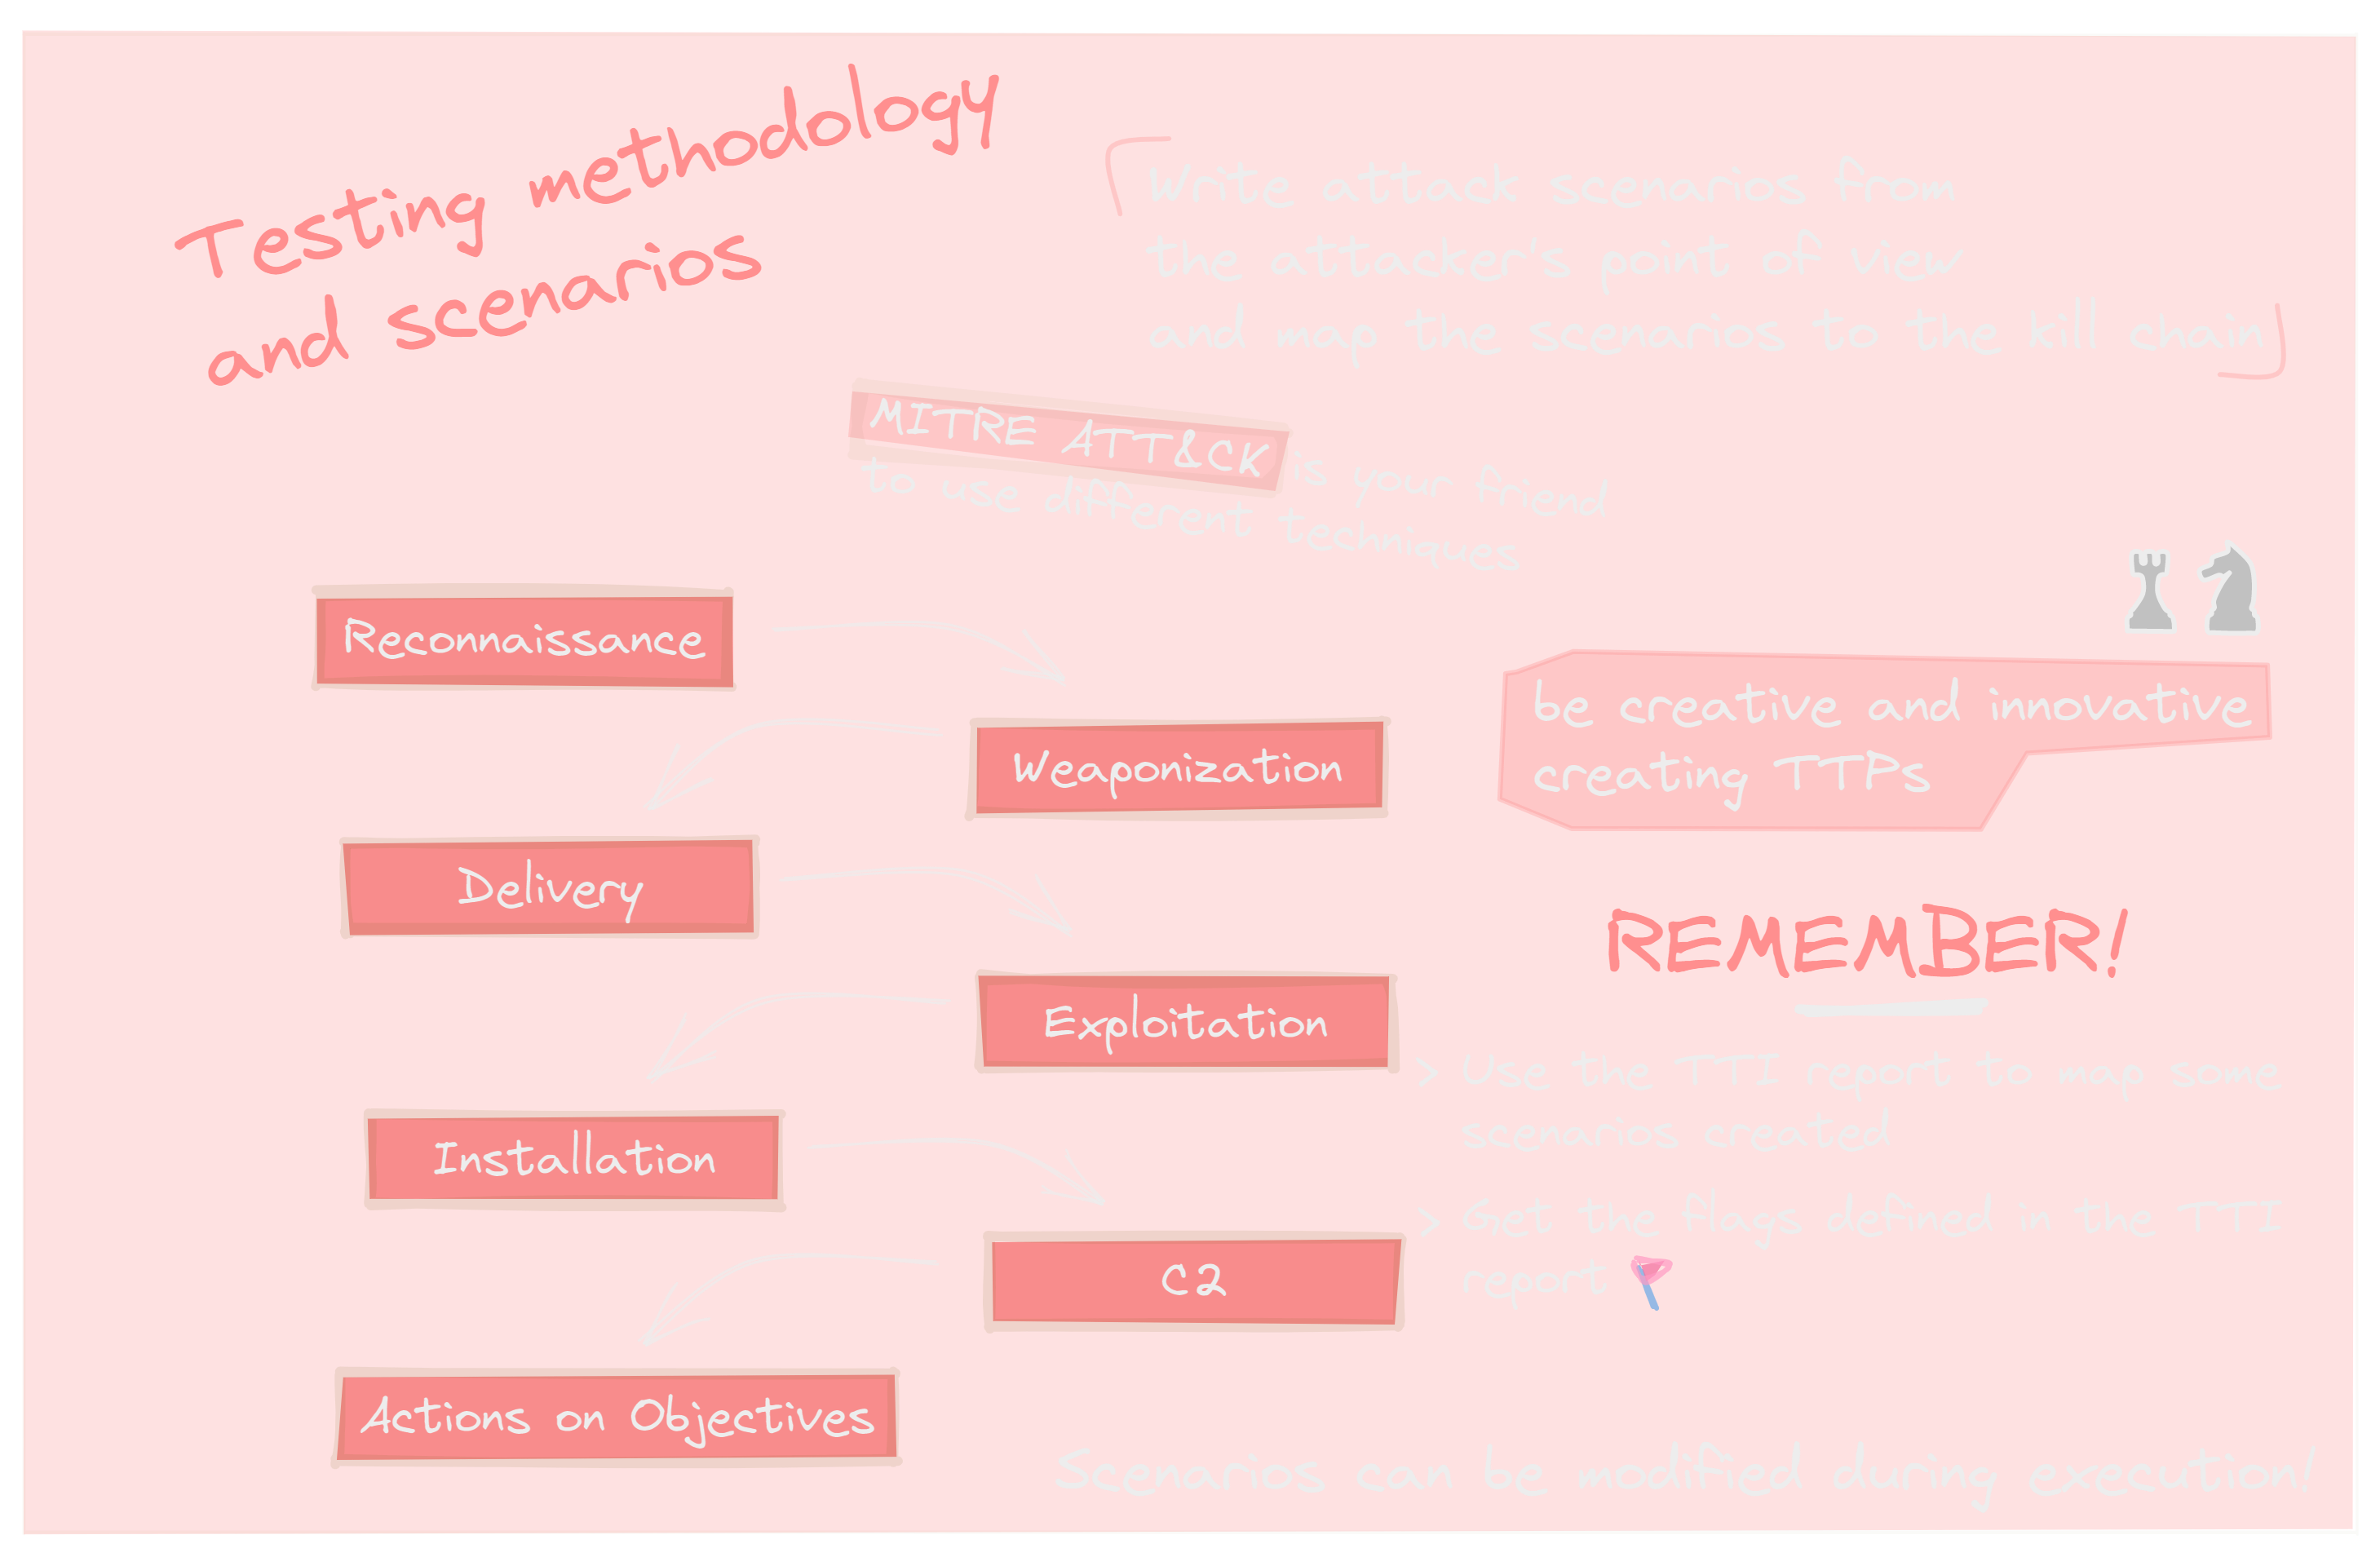 Testing methodology
and scenarios
Write attack scenarios from
the attacker's point of view
and map the scenarios to the kill chain
MITRE ATT&CK is your friend
to use different techniques
Reconnaissance
Weaponization
Delivery
Exploitation
Installation
C2
Actions on Objectives
be creative and innovative
creating TTPs
REMEMBER!
> Use the TTI report to map some
scenarios created
> Get the flags defined in the TTI
report
Scenarios can be modified during execution!